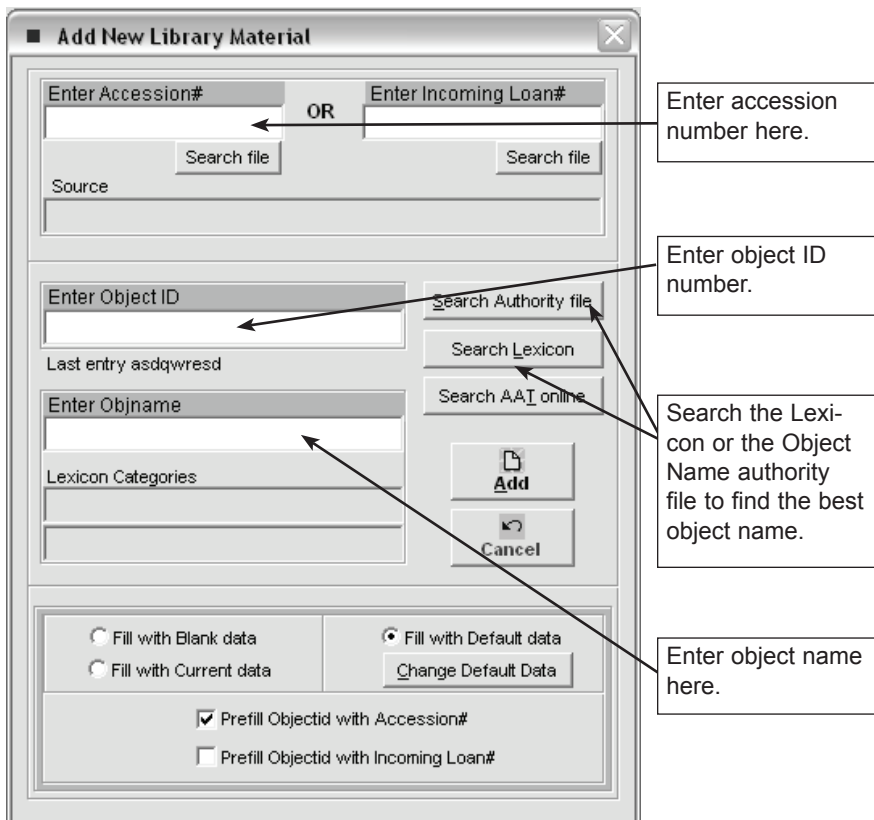 Add New Library Material
Enter Accession#
OR
Enter Incoming Loan#
Search file
Search file
Source
Enter Object ID
Last entry asdqwresd
Enter Objname
Lexicon Categories
Search Authority file
Search Lexicon
Search AAT online
Add
Cancel
Fill with Blank data
Fill with Current data
Fill with Default data
Change Default Data
Prefill Objectid with Accession#
Prefill Objectid with Incoming Loan#
Enter accession
number here.
Enter object ID
number.
Search the Lexi-
con or the Object
Name authority
file to find the best
object name.
Enter object name
here.